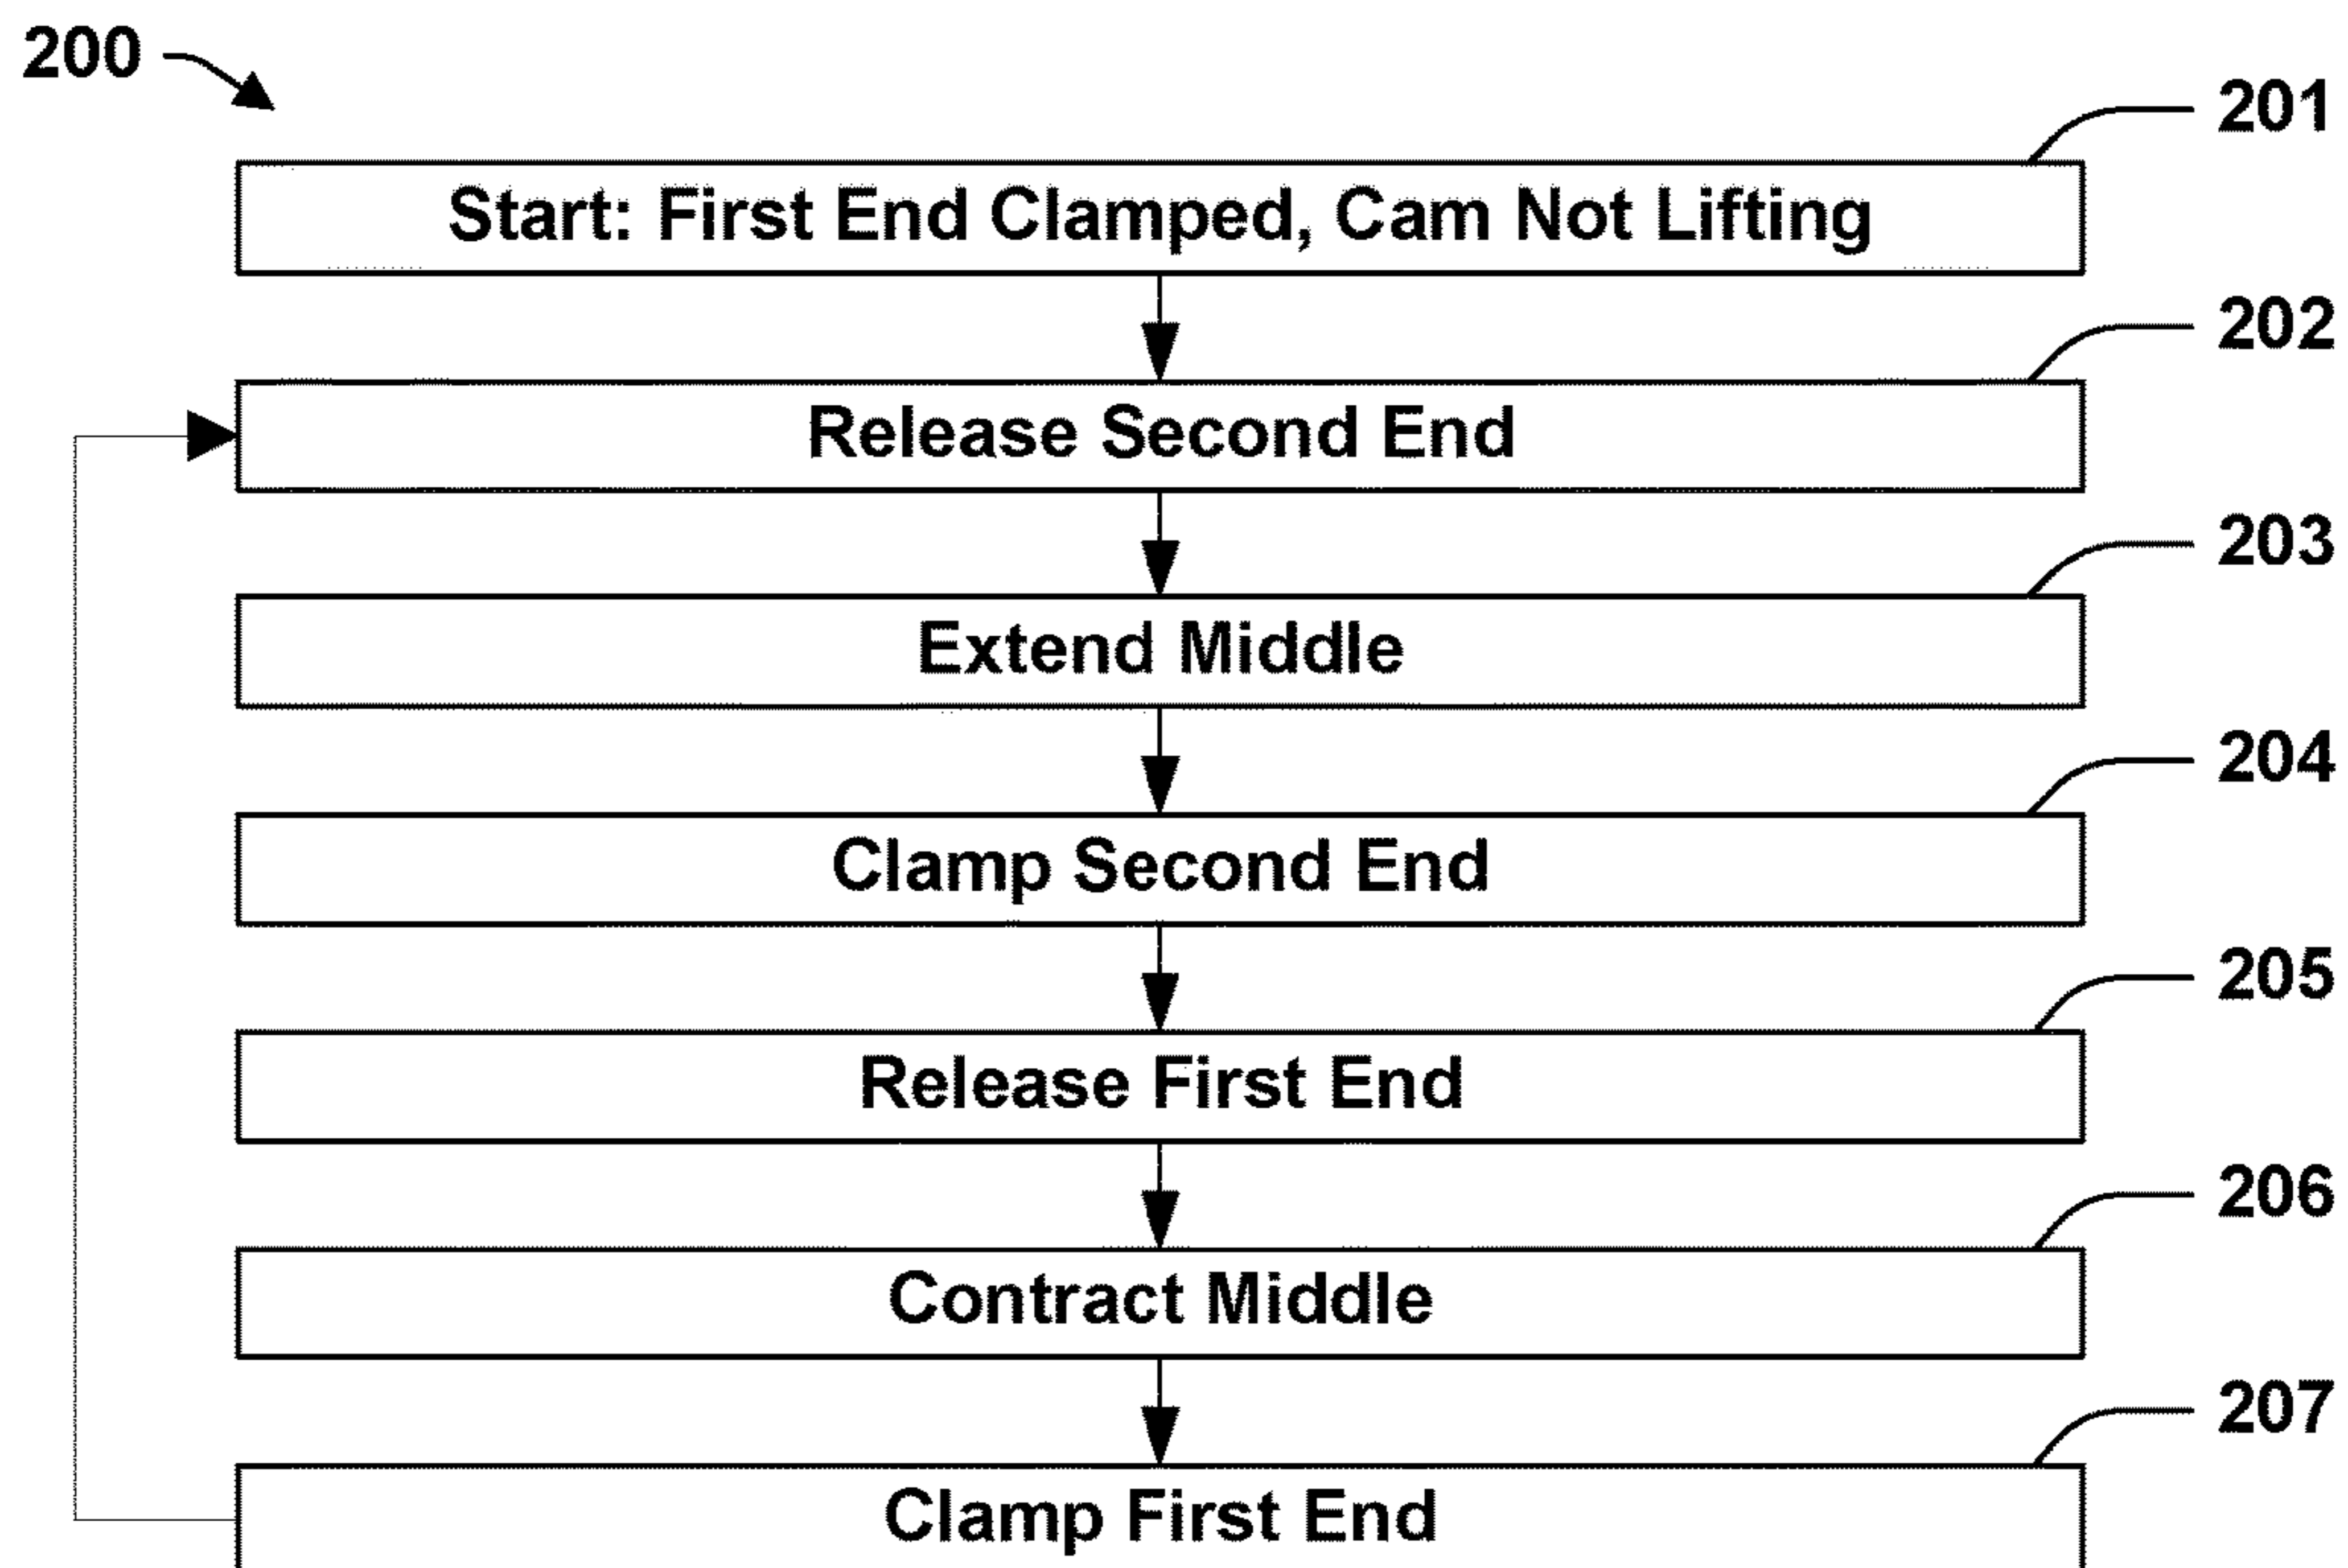 200
201
Start: First End Clamped, Cam Not Lifting
202
Release Second End
203
Extend Middle
204
Clamp Second End
205
Release First End
206
Contract Middle
207
Clamp First End